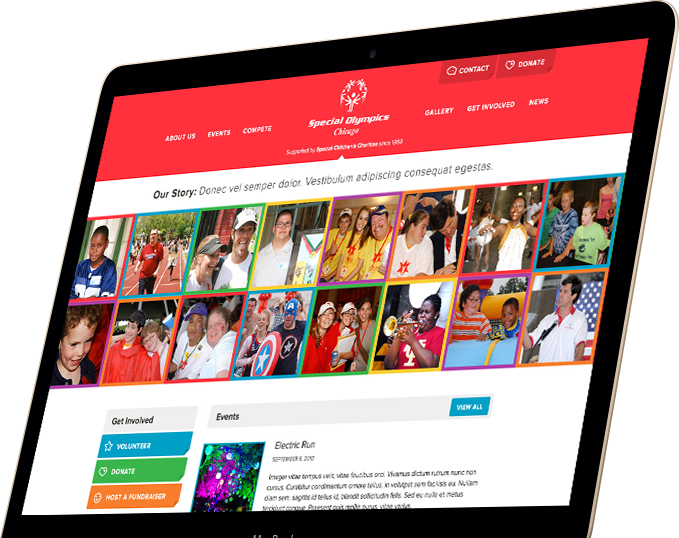 CONTACT
DONATE
Special Olympics
Chicago
ABOUT US
EVENTS
COMPETE
GALLERY
GET INVOLVED
NEWS
Supported by Special Children's Charities since 1968
Our Story: Donec vel semper dolor. Vestibulum adipiscing consequat egestas.
Get Involved
VOLUNTEER
DONATE
HOST A FUNDRAISER
Events
VIEW ALL
Electric Run
SEPTEMBER 6, 2013
Integer vitae tempus velit, vitae faucibus orci. Vivamus dictum rutrum nunc non
cursus. Curabitur condimentum ornare tellus, in volutpat sem facilisis eu. Nullam
diam sem, sagittis id tellus id, blandit sollicitudin felis. Sed eu nulle et metus
tincidunt congue. Praesent quis mollis purus, vitae varius.